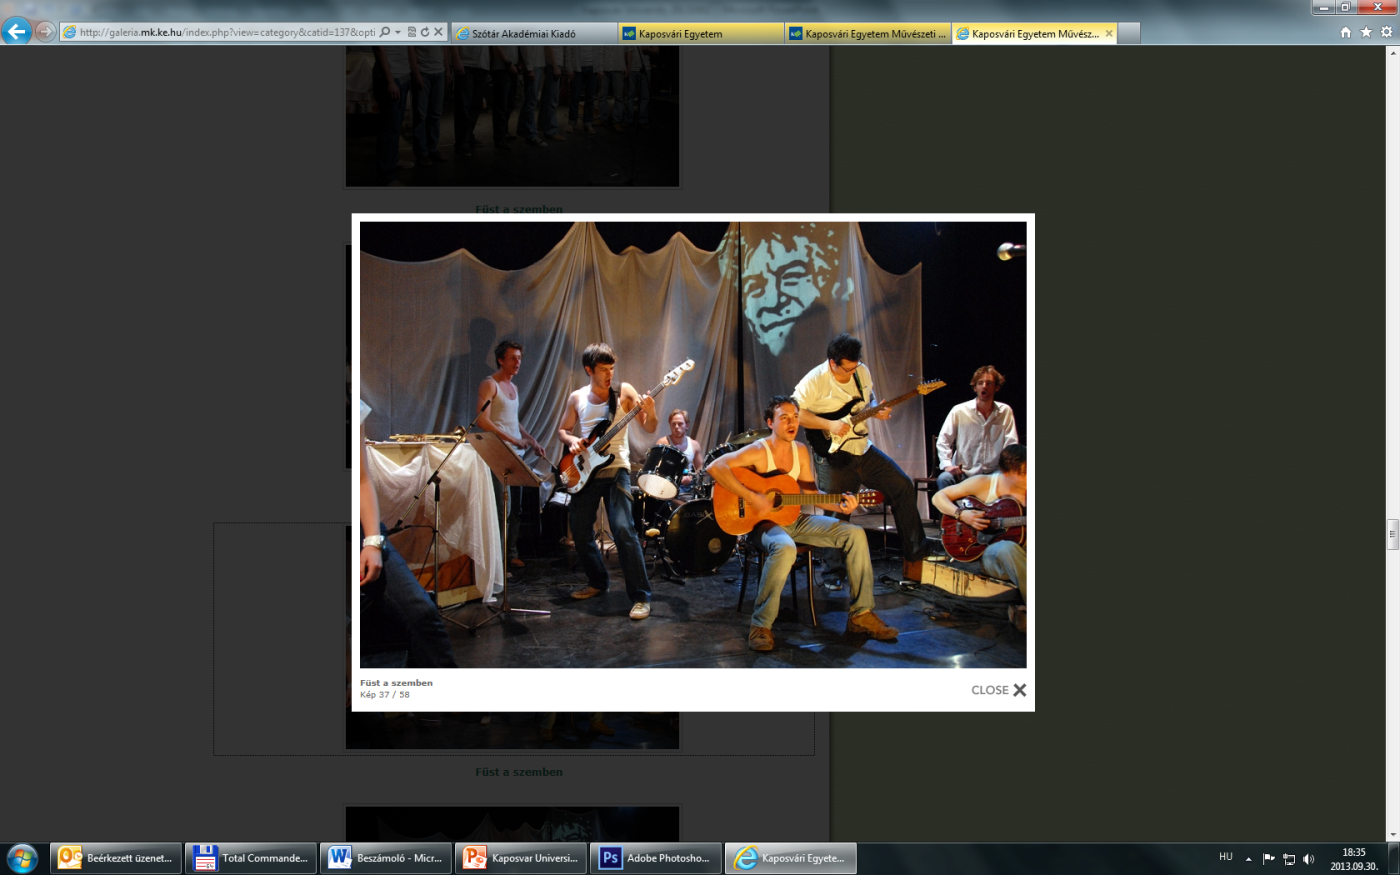 http://galeria.mk.ke.hu/index.php?view=category&catid=137&opti
Szótár Akadémiai Kiadó
Kaposvári Egyetem
Kaposvári Egyetem Művészeti ...
Kaposvári Egyetem Művész...
Füst a szemben
Füst a szemben
Kép 37 / 58
CLOSE
Füst a szemben
Beérkezett üzenet...
Total Commande...
Beszámoló - Micr...
Kaposvar Universi...
Ps
Adobe Photosho...
Kaposvári Egyete...
HU
18:35
2013.09.30.